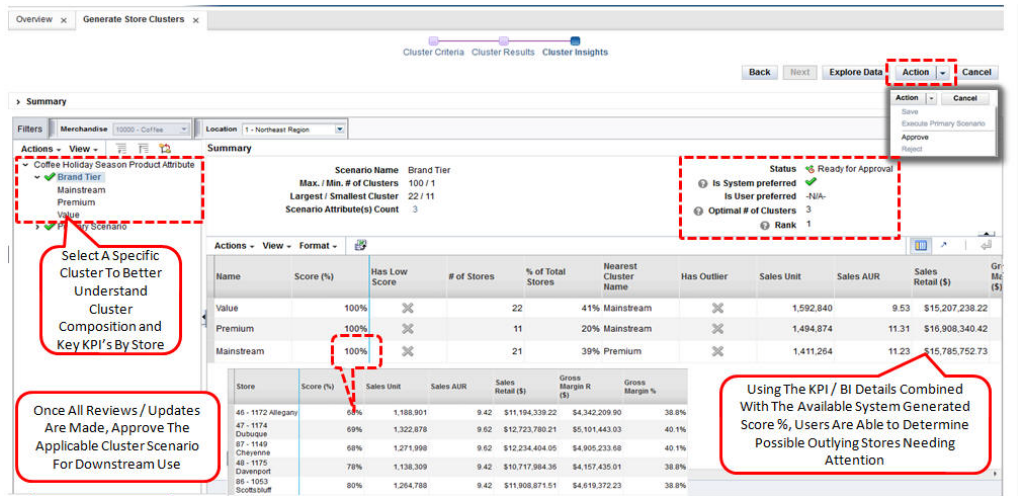 Overview
Generate Store Clusters
Cluster Criteria Cluster Results Cluster Insights
Back Next Explore Data Action Cancel
Summary
Action Cancel
Save
Execute Primary Scenario
Approve
Reject
Filters Merchandise 10000 - Coffee Location 1 - Northeast Region
Actions View
Coffee Holiday Season Product Attribute
Brand Tier
Mainstream
Premium
Value
Primary Scenario
Summary
Scenario Name Brand Tier
Max. / Min. # of Clusters 100 / 1
Largest / Smallest Cluster 22 / 11
Scenario Attribute(s) Count 3
Status Ready for Approval
Is System preferred
Is User preferred -N/A-
Optimal # of Clusters 3
Rank 1
Actions View Format
Name Score (%) Has Low Score # of Stores % of Total Stores Nearest Cluster Name Has Outlier Sales Unit Sales AUR Sales Retail ($)
Value 100% 22 41% Mainstream 1,592,840 9.53 $15,207,238.22
Premium 100% 11 20% Mainstream 1,494,874 11.31 $16,908,340.42
Mainstream 100% 21 39% Premium 1,411,264 11.23 $15,785,752.73
Store Score (%) Sales Unit Sales AUR Sales Retail ($) Gross Margin R ($) Gross Margin %
46 - 1172 Allegany 68% 1,188,901 9.42 $11,194,339.22 $4,342,209.90 38.8%
47 - 1174 Dubuque 69% 1,322,878 9.62 $12,723,780.21 $5,101,443.03 40.1%
87 - 1149 Cheyenne 68% 1,271,998 9.62 $12,234,404.05 $4,905,233.68 40.1%
48 - 1175 Davenport 78% 1,138,309 9.42 $10,717,984.36 $4,157,435.01 38.8%
86 - 1053 Scottsbluff 80% 1,264,788 9.42 $11,908,871.51 $4,619,372.23 38.8%
Select A Specific
Cluster To Better
Understand
Cluster
Composition and
Key KPI's By Store
Once All Reviews / Updates
Are Made, Approve The
Applicable Cluster Scenario
For Downstream Use
Using The KPI / BI Details Combined
With The Available System Generated
Score %, Users Are Able to Determine
Possible Outlying Stores Needing
Attention